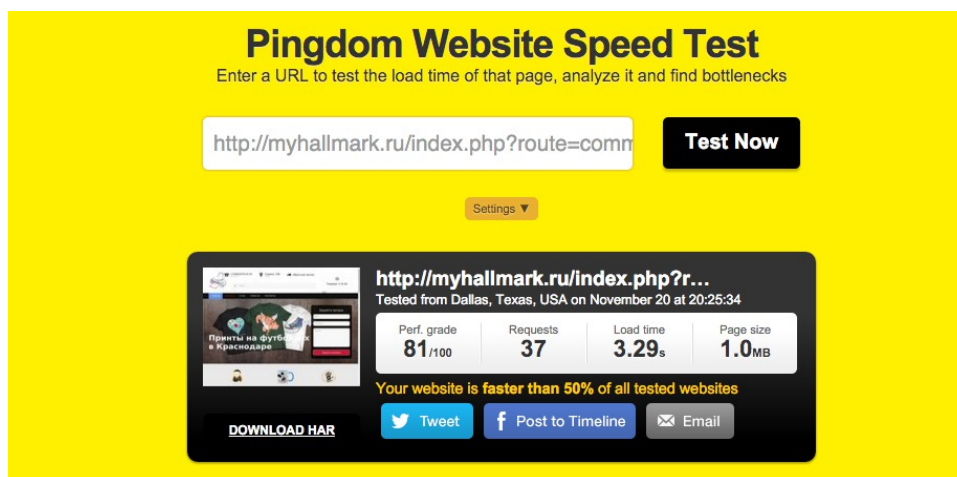 Pingdom Website Speed Test
Enter a URL to test the load time of that page, analyze it and find bottlenecks
http://myhallmark.ru/index.php?route=comm
Test Now
Settings ▼
http://myhallmark.ru/index.php?r...
Tested from Dallas, Texas, USA on November 20 at 20:25:34
Perf. grade Requests Load time Page size
81/100 37 3.29s 1.0MB
Принты на футболках
в Краснодаре
Your website is faster than 50% of all tested websites
DOWNLOAD HAR
Tweet Post to Timeline Email